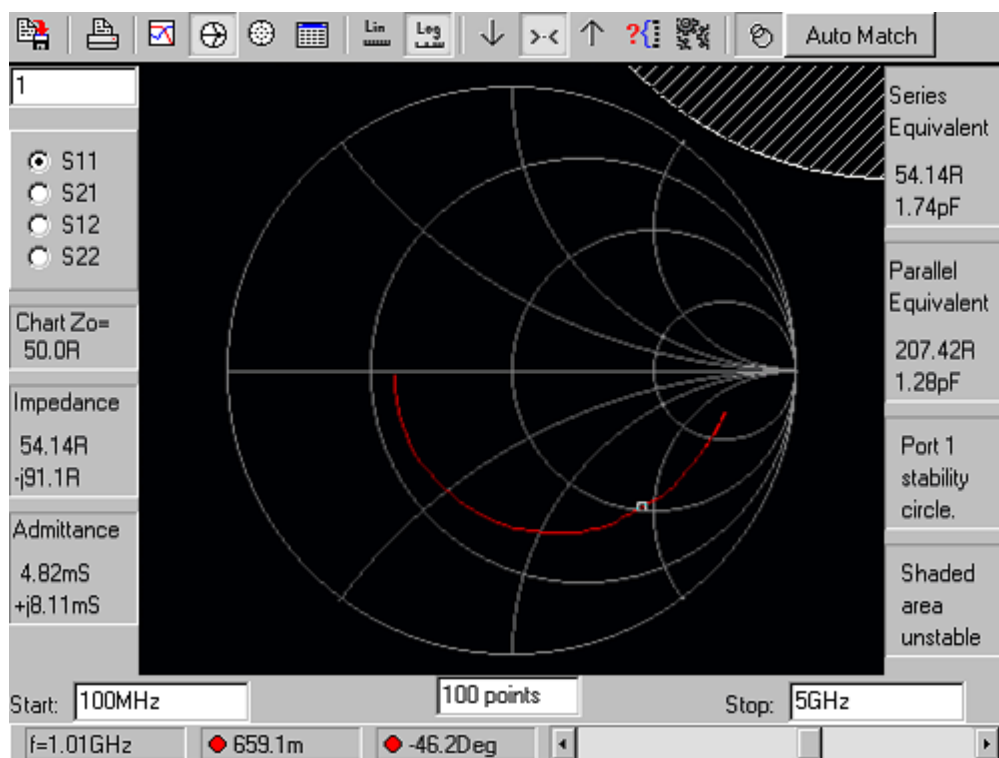 Lin
Log
?{
Auto Match
1
S11
S21
S12
S22
Chart Zo=
50.0R
Impedance
54.14R
-j91.1R
Admittance
4.82mS
+j8.11mS
Series
Equivalent
54.14R
1.74pF
Parallel
Equivalent
207.42R
1.28pF
Port 1
stability
circle.
Shaded
area
unstable
Start: 100MHz
100 points
Stop: 5GHz
f=1.01GHz
659.1m
-46.2Deg